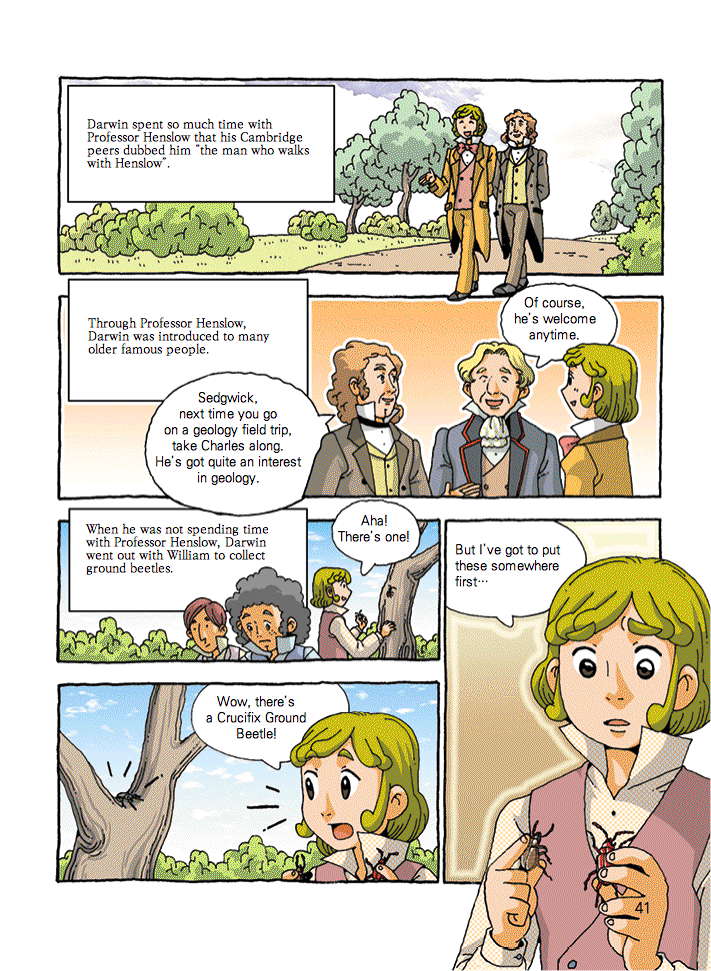 Darwin spent so much time with
Professor Henslow that his Cambridge
peers dubbed him "the man who walks
with Henslow".
Through Professor Henslow,
Darwin was introduced to many
older famous people.
Of course,
he's welcome
anytime.
Sedgwick,
next time you go
on a geology field trip,
take Charles along.
He's got quite an interest
in geology.
When he was not spending time
with Professor Henslow, Darwin
went out with William to collect
ground beetles.
Aha!
There's one!
Wow, there's
a Crucifix Ground
Beetle!
But I've got to put
these somewhere
first…
41